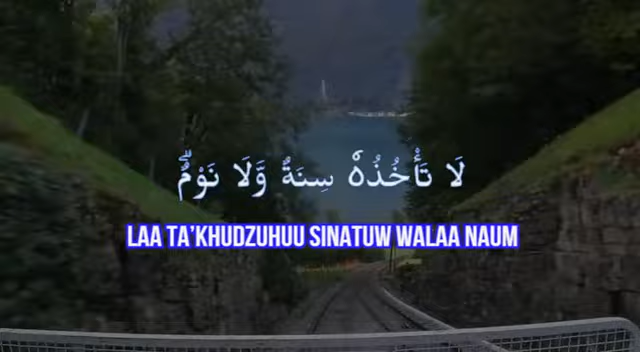 لَا تَأْخُذُهٗ سِنَةٌ وَّلَا نَوْمٌۗ
LAA TA'KHUDZUHUU SINATUW WALAA NAUM